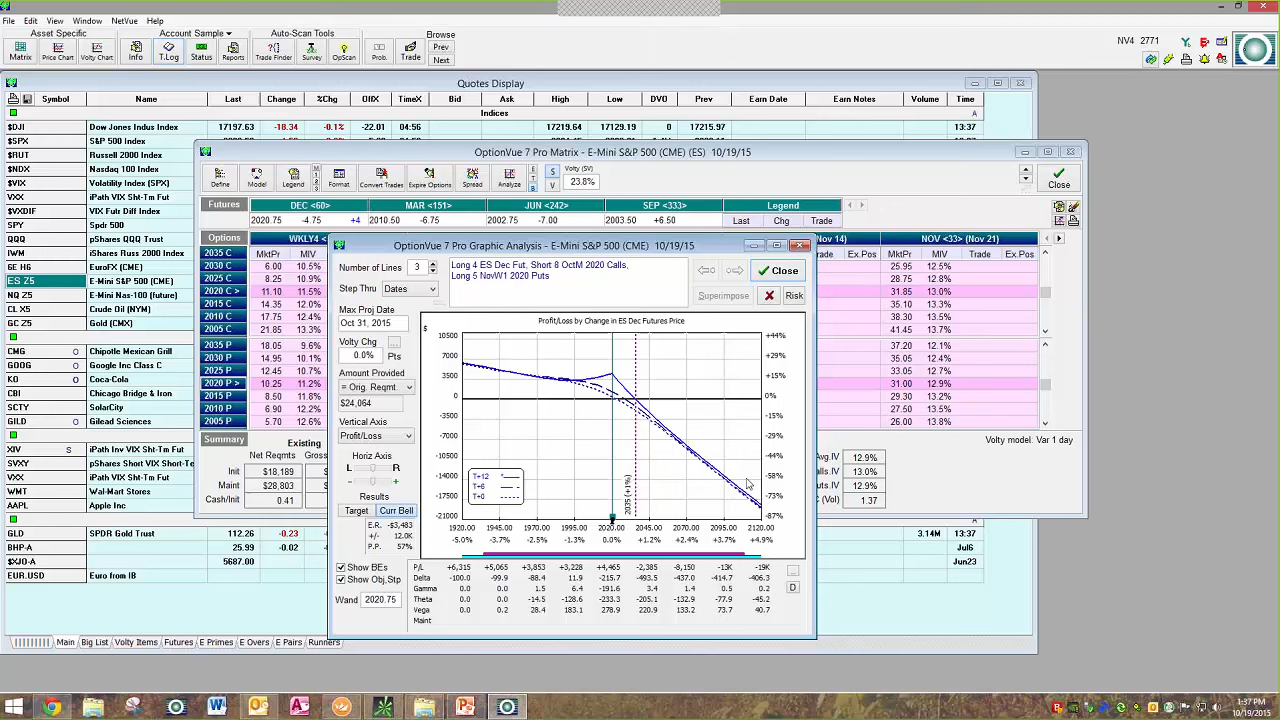 File Edit View Window NetVue Help
Asset Specific Account Sample Auto-Scan Tools Browse
Matrix Price Chart Volty Chart Info T.Log Status Reports Trade Finder Survey OpScan Prob. Trade Prev Next
NV4 2771
Quotes Display
Symbol Name Last Change %Chg OffX TimeX Bid Ask High Low DVO Prev Earn Date Earn Notes Volume Time
Indices A
$DJI Dow Jones Indus Index 17197.63 -18.34 -0.1% -22.01 04:56 17219.64 17129.19 0 17215.97 13:37
$SPX S&P 500 Index
$RUT Russell 2000 Index
$NDX Nasdaq 100 Index
$VIX Volatility Index (SPX)
VXX iPath VIX Sht-Tm Fut
$VXDIF VIX Futr Diff Index
SPY Spdr 500
QQQ pShares QQQ Trust
IWM iShares Russ 2000 Index
6E H6 EuroFX (CME)
ES Z5 E-Mini S&P 500 (CME)
NQ Z5 E-Mini Nas-100 (future)
CL X5 Crude Oil (NYM)
GC Z5 Gold (CMX)
CMG O Chipotle Mexican Grill
GOOG O Google Inc Class C
KO O Coca-Cola
CBI Chicago Bridge & Iron
SCTY SolarCity
GILD O Gilead Sciences
XIV S iPath Inv VIX Sht-Tm Fut
SVXY pShares Short VIX Short-Te
VXX iPath VIX Sht-Tm Fut
WMT Wal-Mart Stores
AAPL Apple Inc
GLD SPDR Gold Trust 112.26 -0.23 3.14M 13:37
BHP-A 25.99 -0.02 Jul6
$XJO-A 5687.00 Jun23
EUR.USD Euro from IB
Main Big List Volty Items Futures E Primes E Overs E Pairs Runners
OptionVue 7 Pro Matrix - E-Mini S&P 500 (CME) (ES) 10/19/15
Define Model Legend Format Convert Trades Expire Options Spread Analyze
Volty (SV)
23.8%
Close
Futures DEC <60> MAR <151> JUN <242> SEP <333> Legend
2020.75 -4.75 +4 2010.50 -6.75 2002.75 -7.00 2003.50 +6.50 Last Chg Trade
Options WKLY4 < Nov 14) NOV <33> (Nov 21)
MktPr MIV Trade Ex.Pos MktPr MIV Trade Ex.Pos
2035 C
2030 C 6.00 10.5% 25.95 12.5%
2025 C 8.25 10.9% 28.75 12.8%
2020 C > 11.10 11.5% 31.85 12.9%
2015 C 14.35 12.0% 35.10 13.3%
2010 C 17.75 12.4% 38.30 13.3%
2005 C 21.85 13.3% 41.45 13.7%
2035 P 18.05 9.6% 37.20 12.1%
2030 P 14.95 10.1% 35.05 12.4%
2025 P 12.45 10.7% 33.05 12.3%
2020 P > 10.25 11.2% 31.00 12.9%
2015 P 8.50 11.8% 29.30 12.9%
2010 P 6.90 12.2% 27.50 13.5%
2005 P 5.70 12.6% 26.00 13.8%
Summary Existing
Net Reqmts Gross
Init $18,189
Maint $28,803
Cash/Init 0.41
Volty model: Var 1 day
Avg.IV 12.9%
Calls.IV 13.0%
Puts.IV 12.9%
C (Vol) 1.37
OptionVue 7 Pro Graphic Analysis - E-Mini S&P 500 (CME) 10/19/15
Number of Lines 3
Step Thru Dates
Long 4 ES Dec Fut, Short 8 OctM 2020 Calls,
Long 5 NovW1 2020 Puts
Close
Superimpose Risk
Max Proj Date
Oct 31, 2015
Volty Chg
0.0% Pts
Amount Provided
= Orig. Reqmt
$24,064
Vertical Axis
Profit/Loss
Horiz Axis
L R
- +
Results
Target Curr Bell
E.R. -$3,483
+/- 12.0K
P.P. 57%
Show BEs
Show Obj,Stp
Wand 2020.75
Profit/Loss by Change in ES Dec Futures Price
$
10500 +44%
7000 +29%
3500 +15%
0 0%
-3500 -15%
-7000 -29%
-10500 -44%
-14000 -58%
-17500 -73%
-21000 -87%
T+12
T+6
T+0
2035 (+1%)
1920.00 1945.00 1970.00 1995.00 2020.00 2045.00 2070.00 2095.00 2120.00
-5.0% -3.7% -2.5% -1.3% 0.0% +1.2% +2.4% +3.7% +4.9%
P/L +6,315 +5,065 +3,853 +3,228 +4,465 -2,385 -8,150 -13K -19K
Delta -100.0 -99.9 -88.4 11.9 -215.7 -493.5 -437.0 -414.7 -406.3
Gamma 0.0 0.0 1.5 6.4 -191.6 3.4 1.4 0.5 0.2
Theta 0.0 0.0 -14.5 -128.6 -233.3 -205.1 -132.9 -77.9 -45.2
Vega 0.0 0.2 28.4 183.1 278.9 220.9 133.2 73.7 40.7
Maint
D
1:37 PM
10/19/2015